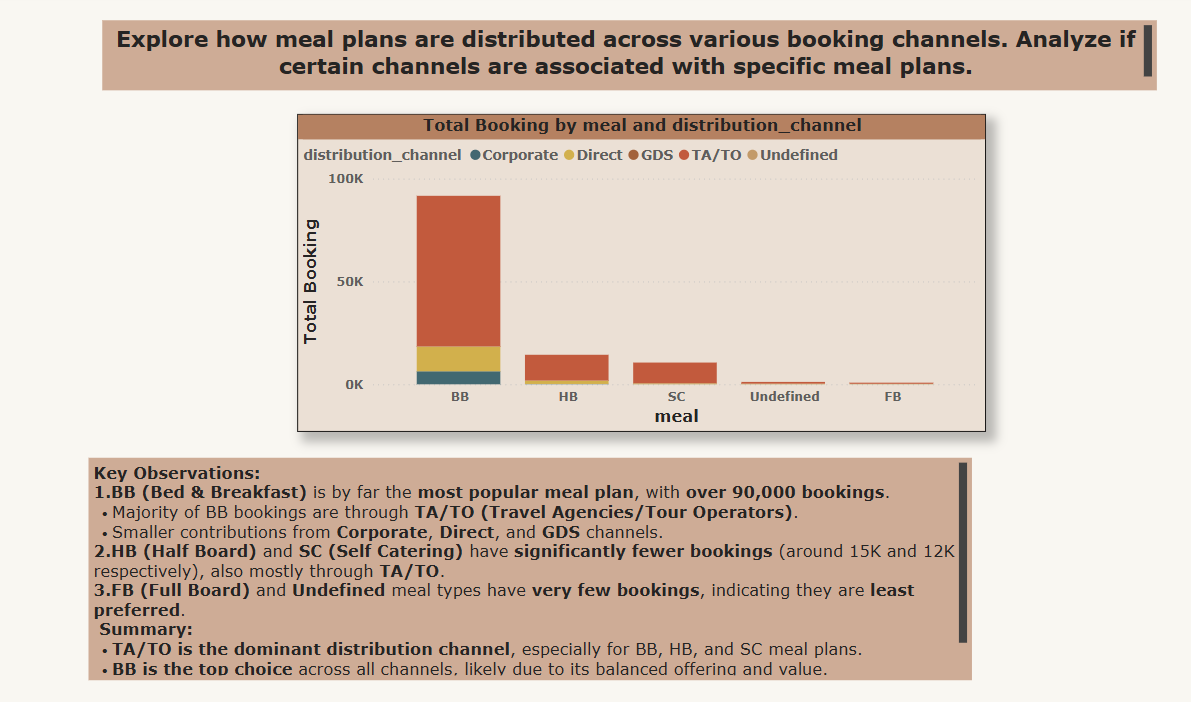 Explore how meal plans are distributed across various booking channels. Analyze if
certain channels are associated with specific meal plans.
Total Booking by meal and distribution_channel
distribution_channel Corporate Direct GDS TA/TO Undefined
100K
50K
0K
Total Booking
BB HB SC Undefined FB
meal
Key Observations:
1.BB (Bed & Breakfast) is by far the most popular meal plan, with over 90,000 bookings.
• Majority of BB bookings are through TA/TO (Travel Agencies/Tour Operators).
• Smaller contributions from Corporate, Direct, and GDS channels.
2.HB (Half Board) and SC (Self Catering) have significantly fewer bookings (around 15K and 12K
respectively), also mostly through TA/TO.
3.FB (Full Board) and Undefined meal types have very few bookings, indicating they are least
preferred.
Summary:
• TA/TO is the dominant distribution channel, especially for BB, HB, and SC meal plans.
• BB is the top choice across all channels, likely due to its balanced offering and value.